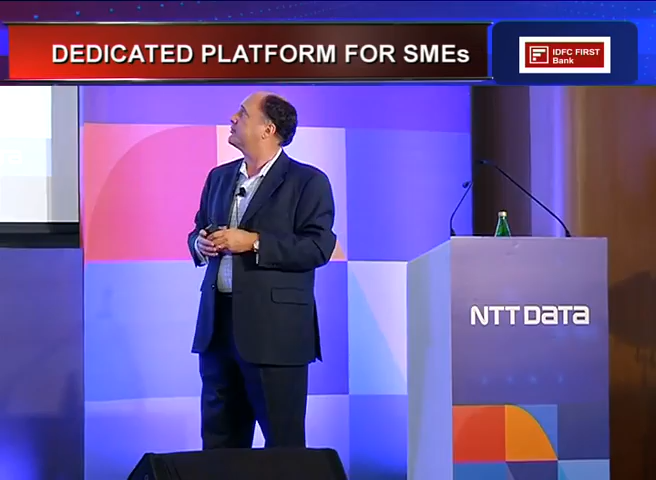 DEDICATED PLATFORM FOR SMEs
IDFC FIRST
Bank
NTT DATA